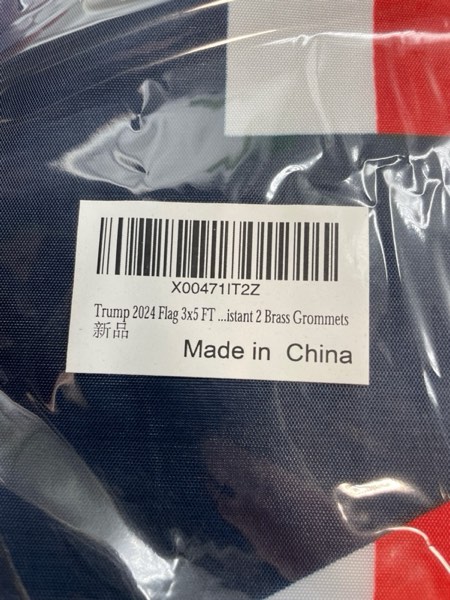 X00471IT2Z
Trump 2024 Flag 3x5 FT ...istant 2 Brass Grommets
新品
Made in China